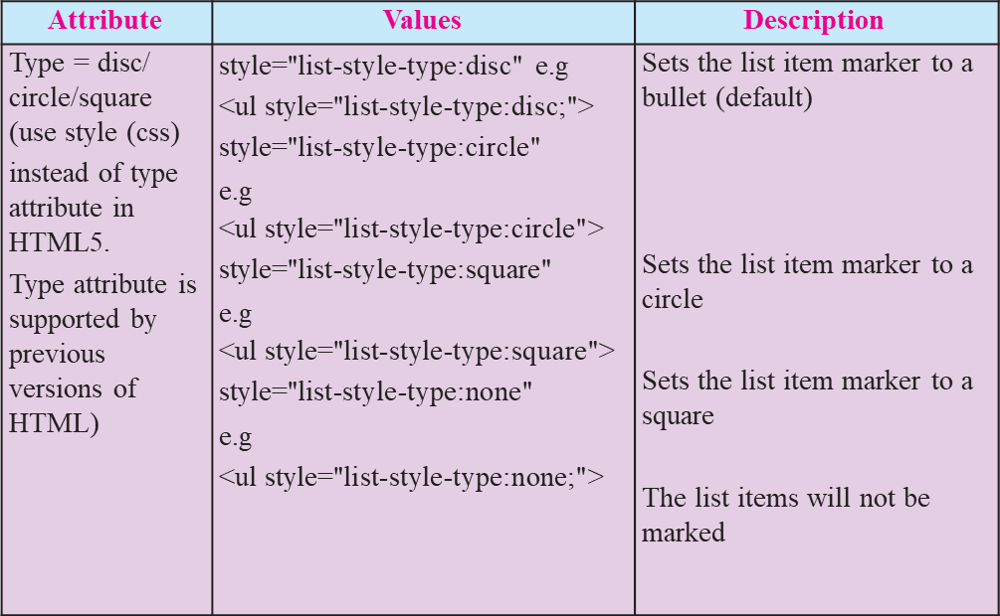 Attribute
Values
Description
Type = disc/
circle/square
(use style (css)
instead of type
attribute in
HTML5.
Type attribute is
supported by
previous
versions of
HTML)
style="list-style-type:disc" e.g
<ul style="list-style-type:disc;">
style="list-style-type:circle"
e.g
<ul style="list-style-type:circle">
style="list-style-type:square"
e.g
<ul style="list-style-type:square">
style="list-style-type:none"
e.g
<ul style="list-style-type:none;">
Sets the list item marker to a
bullet (default)
Sets the list item marker to a
circle
Sets the list item marker to a
square
The list items will not be
marked